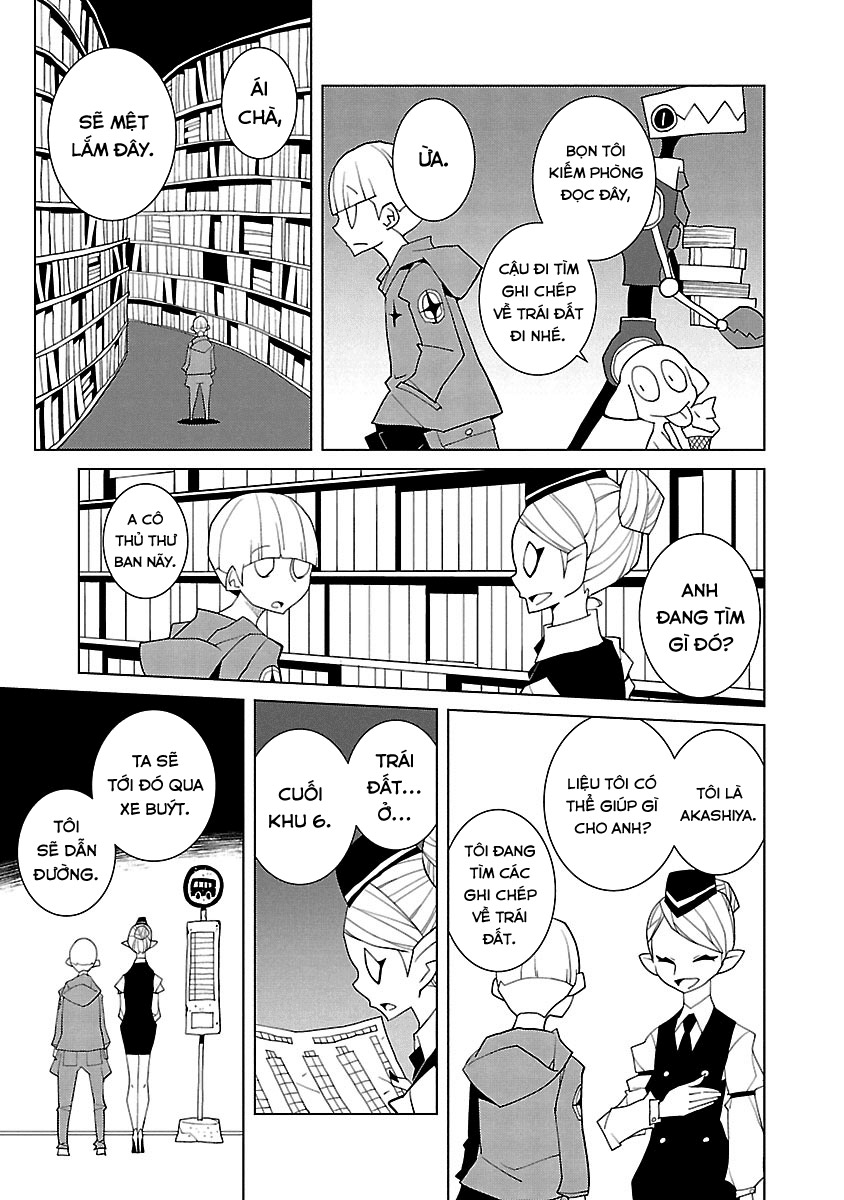 BỌN TÔI
KIẾM PHÒNG
ĐỌC ĐÂY,
CẬU ĐI TÌM
GHI CHÉP
VỀ TRÁI ĐẤT
ĐI NHÉ.
ỪA.
ÁI
CHÀ,
SẼ MỆT
LẮM ĐÂY.
ANH
ĐANG TÌM
GÌ ĐÓ?
A CÔ
THỦ THƯ
BAN NÃY.
TÔI LÀ
AKASHIYA.
LIỆU TÔI CÓ
THỂ GIÚP GÌ
CHO ANH?
TÔI ĐANG
TÌM CÁC
GHI CHÉP
VỀ TRÁI
ĐẤT.
TRÁI
ĐẤT...
Ở...
CUỐI
KHU 6.
TA SẼ
TỚI ĐÓ QUA
XE BUÝT.
TÔI
SẼ DẪN
ĐƯỜNG.